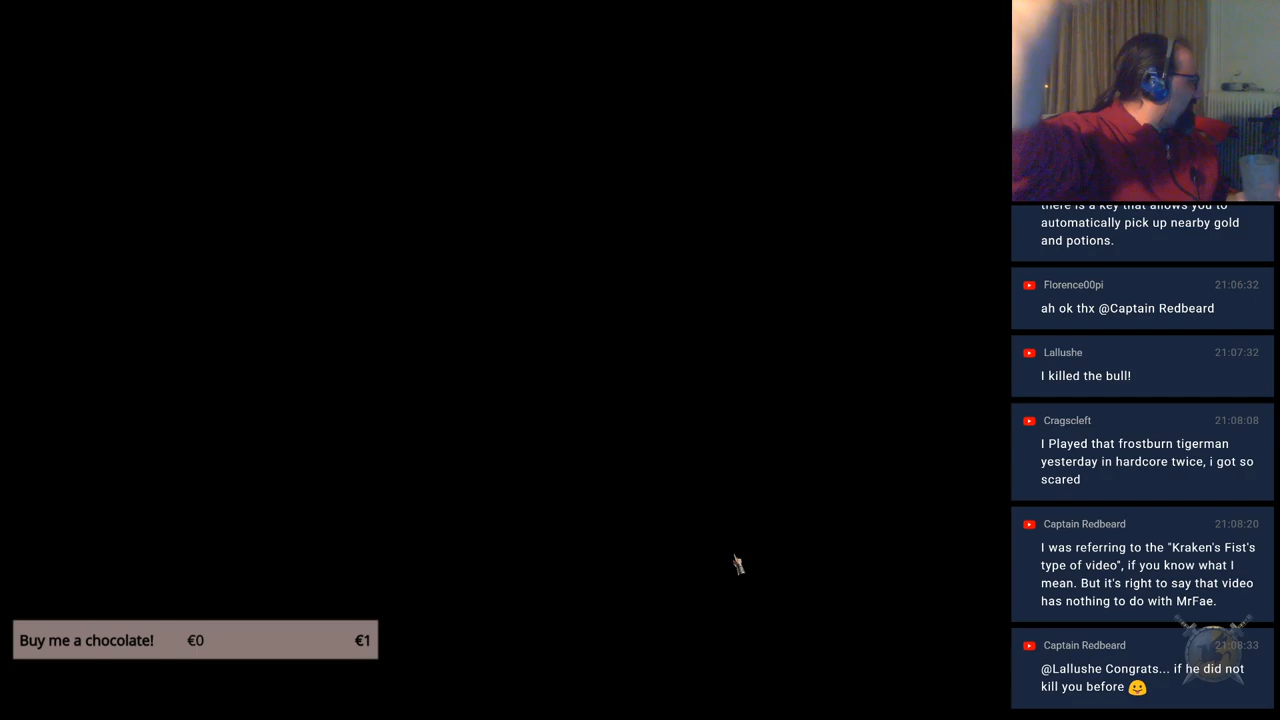 there is a key that allows you to
automatically pick up nearby gold
and potions.
Florence00pi 21:06:32
ah ok thx @Captain Redbeard
Lallushe 21:07:32
I killed the bull!
Cragscleft 21:08:08
I Played that frostburn tigerman
yesterday in hardcore twice, i got so
scared
Captain Redbeard 21:08:20
I was referring to the "Kraken's Fist's
type of video", if you know what I
mean. But it's right to say that video
has nothing to do with MrFae.
Captain Redbeard 21:08:33
@Lallushe Congrats... if he did not
kill you before
Buy me a chocolate! €0 €1